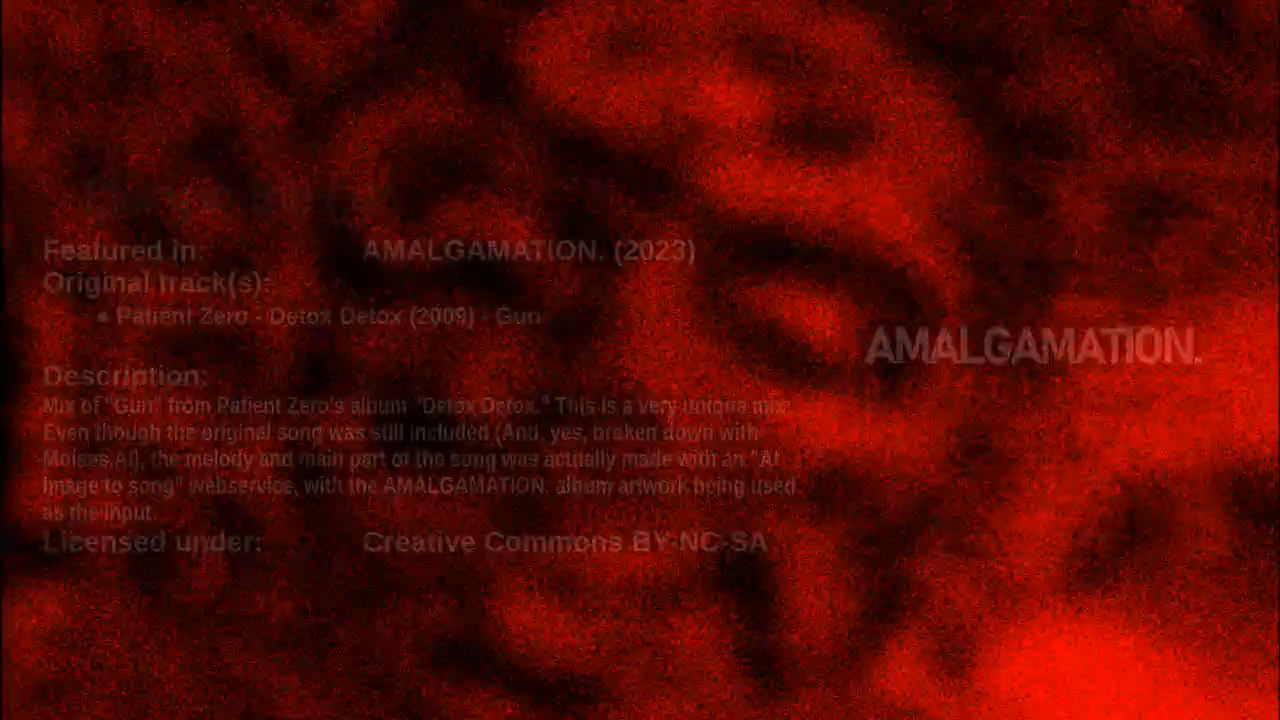 Featured in: AMALGAMATION. (2023)
Original track(s):
• Patient Zero - Detox Detox (2009) - Gun
AMALGAMATION.
Description:
Mix of "Gun" from Patient Zero's album "Detox Detox." This is a very unique mix.
Even though the original song was still included (And, yes, broken down with
Moises AI), the melody and main part of the song was actually made with an "AI
image to song" webservice, with the AMALGAMATION. album artwork being used
as the input.
Licensed under: Creative Commons BY-NC-SA